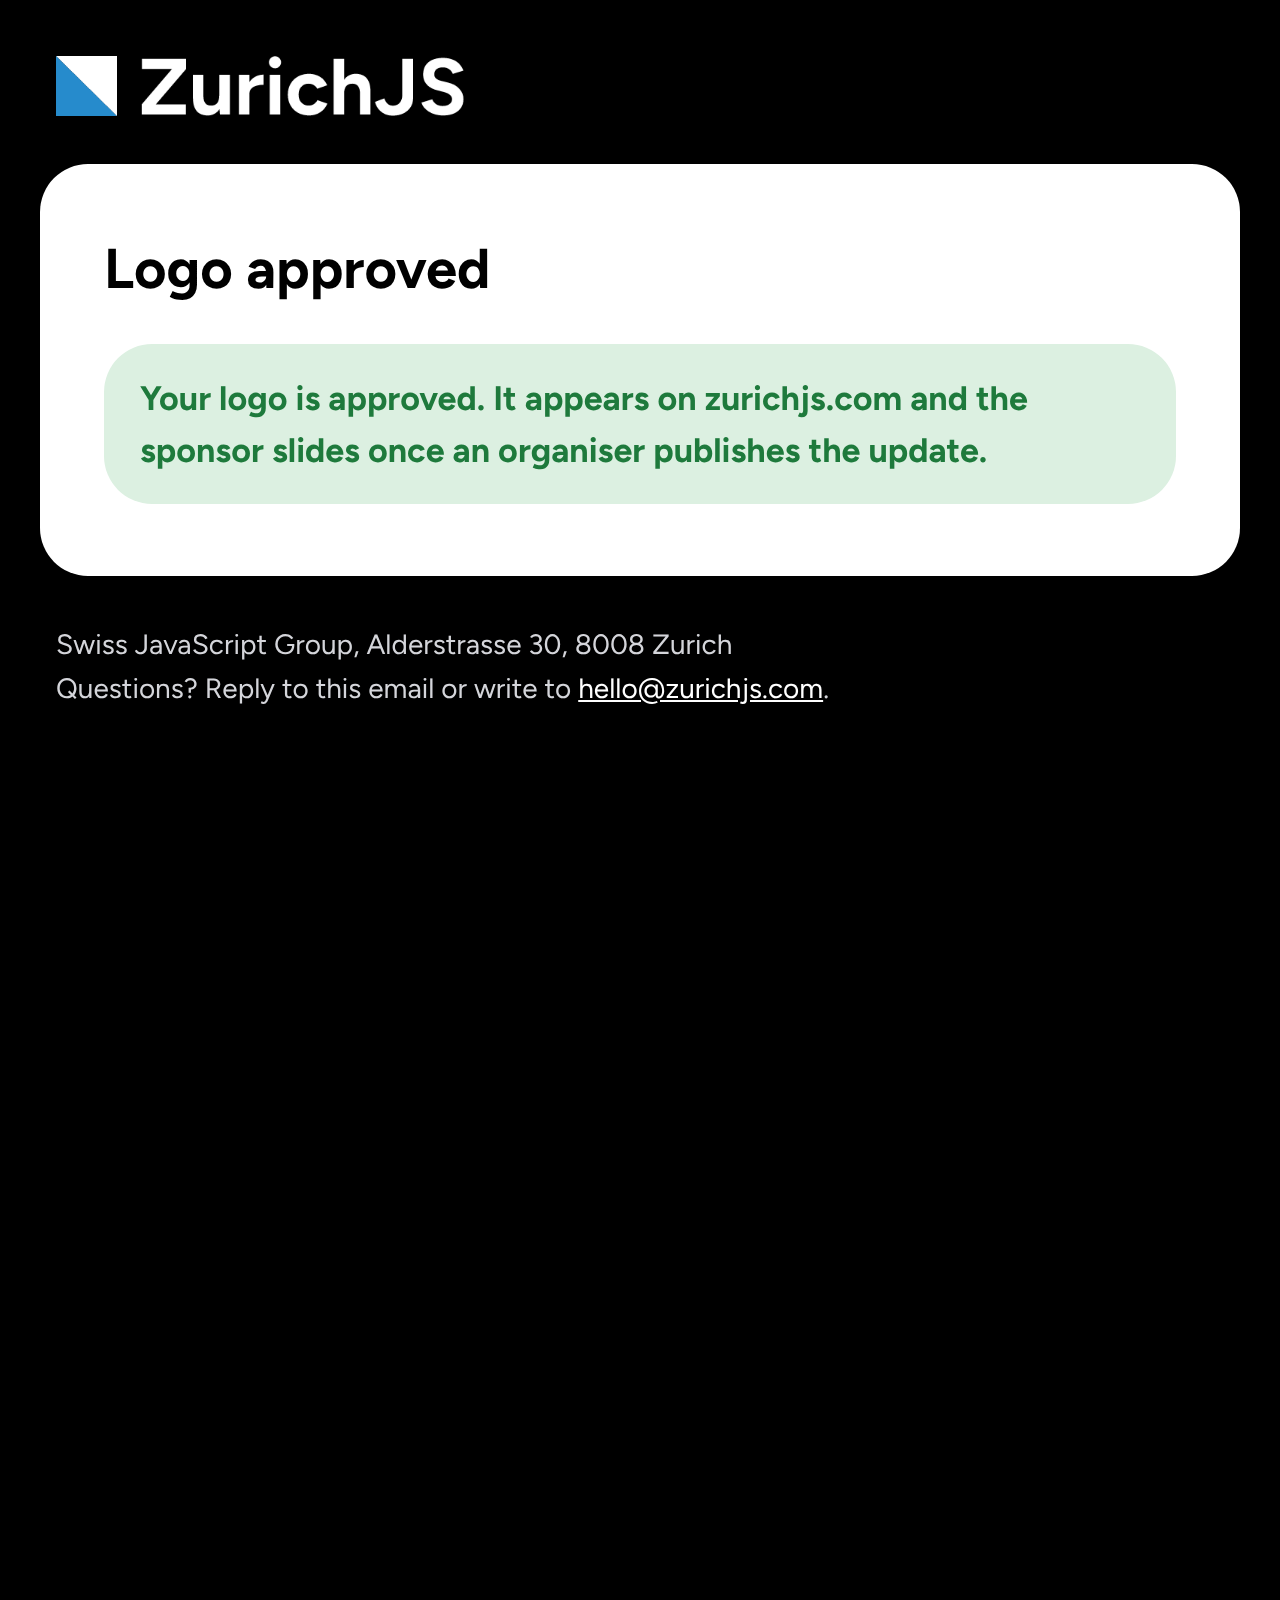 ZurichJS
Logo approved
Your logo is approved. It appears on zurichjs.com and the
sponsor slides once an organiser publishes the update.
Swiss JavaScript Group, Alderstrasse 30, 8008 Zurich
Questions? Reply to this email or write to hello@zurichjs.com.